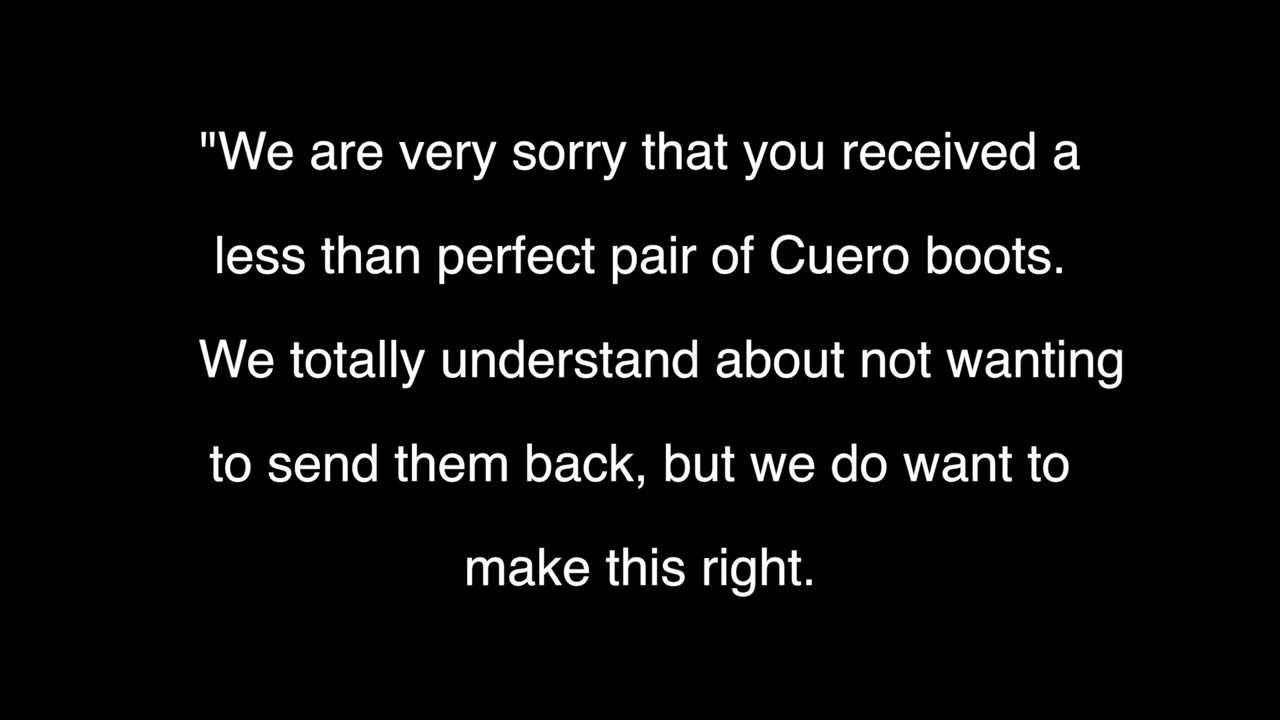 "We are very sorry that you received a
less than perfect pair of Cuero boots.
We totally understand about not wanting
to send them back, but we do want to
make this right.